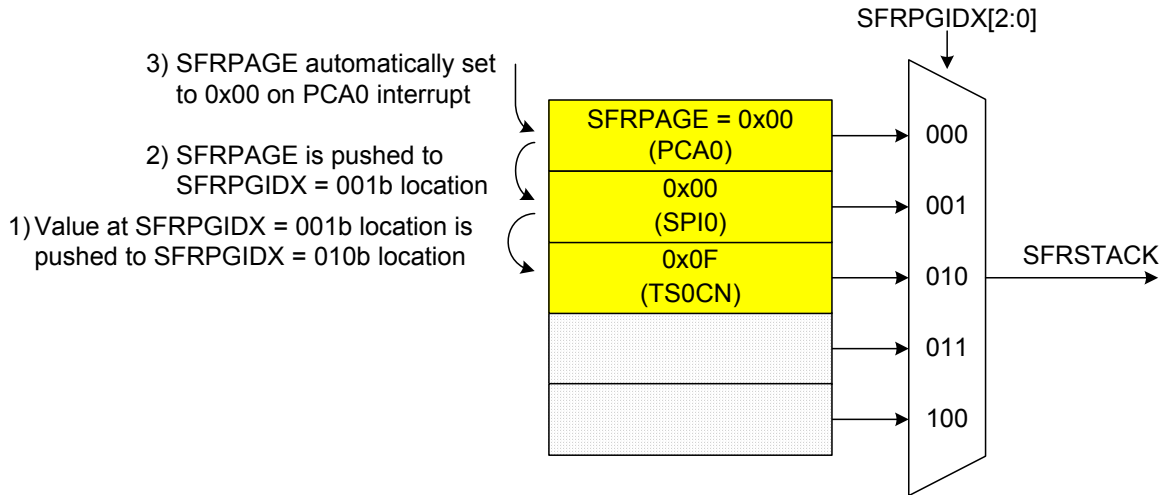 SFRPGIDX[2:0]
3) SFRPAGE automatically set
to 0x00 on PCA0 interrupt
2) SFRPAGE is pushed to
SFRPGIDX = 001b location
1) Value at SFRPGIDX = 001b location is
pushed to SFRPGIDX = 010b location
SFRPAGE = 0x00
(PCA0)
0x00
(SPI0)
0x0F
(TS0CN)
000
001
010
011
100
SFRSTACK